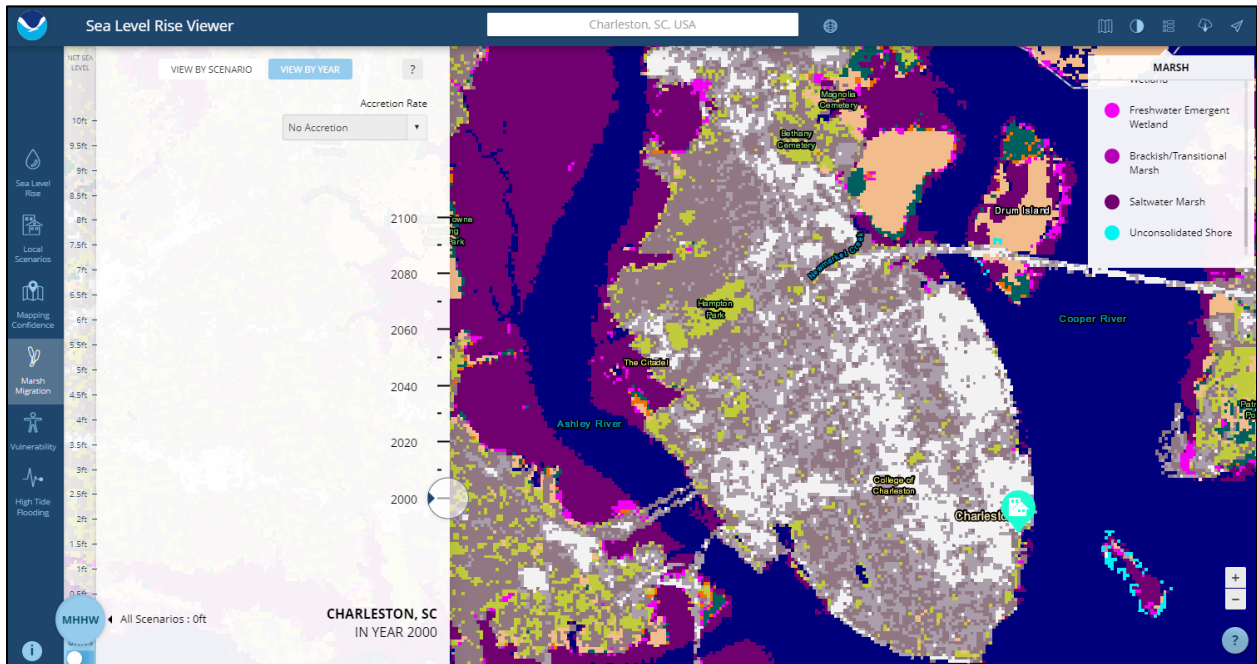 Sea Level Rise Viewer
Charleston, SC, USA
NET SEA
LEVEL
VIEW BY SCENARIO
VIEW BY YEAR
?
Accretion Rate
No Accretion
10ft
9.5ft
9ft
8.5ft
8ft
7.5ft
7ft
6.5ft
6ft
5.5ft
5ft
4.5ft
4ft
3.5ft
3ft
2.5ft
2ft
1.5ft
1ft
0.5ft
MHHW
All Scenarios : 0ft
2100
2080
2060
2040
2020
2000
CHARLESTON, SC
IN YEAR 2000
Sea Level
Rise
Local
Scenarios
Mapping
Confidence
Marsh
Migration
Vulnerability
High Tide
Flooding
i
Magnolia
Cemetery
Bethany
Cemetery
Drum Island
Newmarket Creek
Hampton
Park
The Citadel
Cooper River
Ashley River
College of
Charleston
MARSH
Wetland
Freshwater Emergent
Wetland
Brackish/Transitional
Marsh
Saltwater Marsh
Unconsolidated Shore
+
−
?